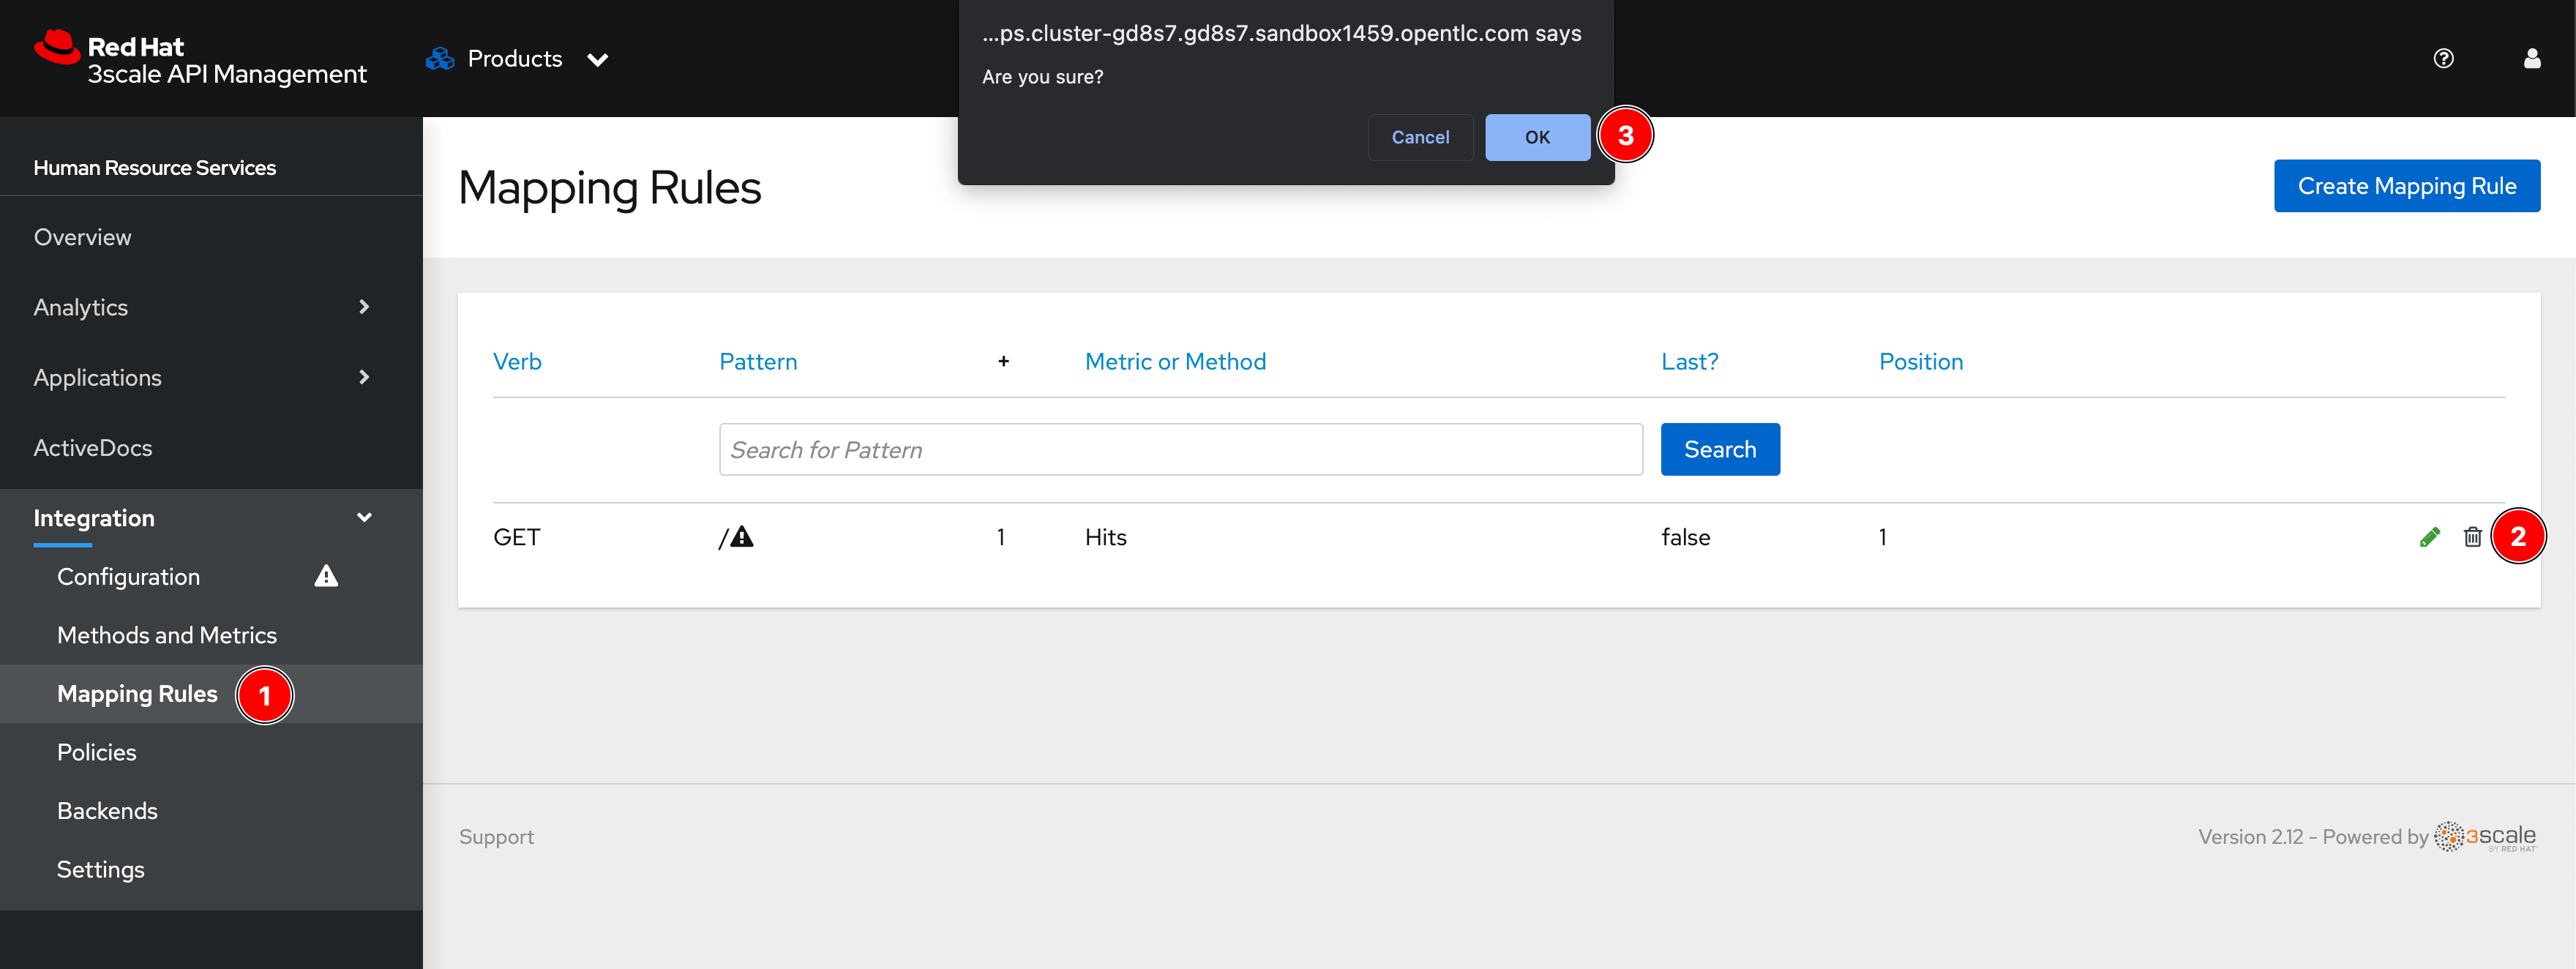 Red Hat
3scale API Management
Products
...ps.cluster-gd8s7.gd8s7.sandbox1459.opentlc.com says
Are you sure?
Cancel
OK
3
Human Resource Services
Overview
Analytics
Applications
ActiveDocs
Integration
Configuration
Methods and Metrics
Mapping Rules
1
Policies
Backends
Settings
Mapping Rules
Create Mapping Rule
Verb Pattern + Metric or Method Last? Position
Search for Pattern
Search
GET / 1 Hits false 1
2
Support
Version 2.12 - Powered by 3scale
BY RED HAT